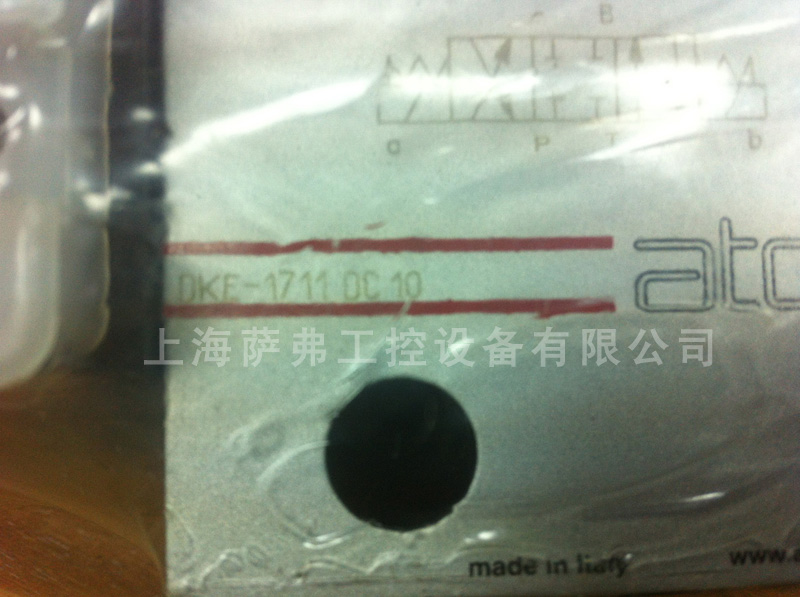 B
a P T b
DKE-1711 DC 10
ato
上海萨弗工控设备有限公司
made in Italy
www.a